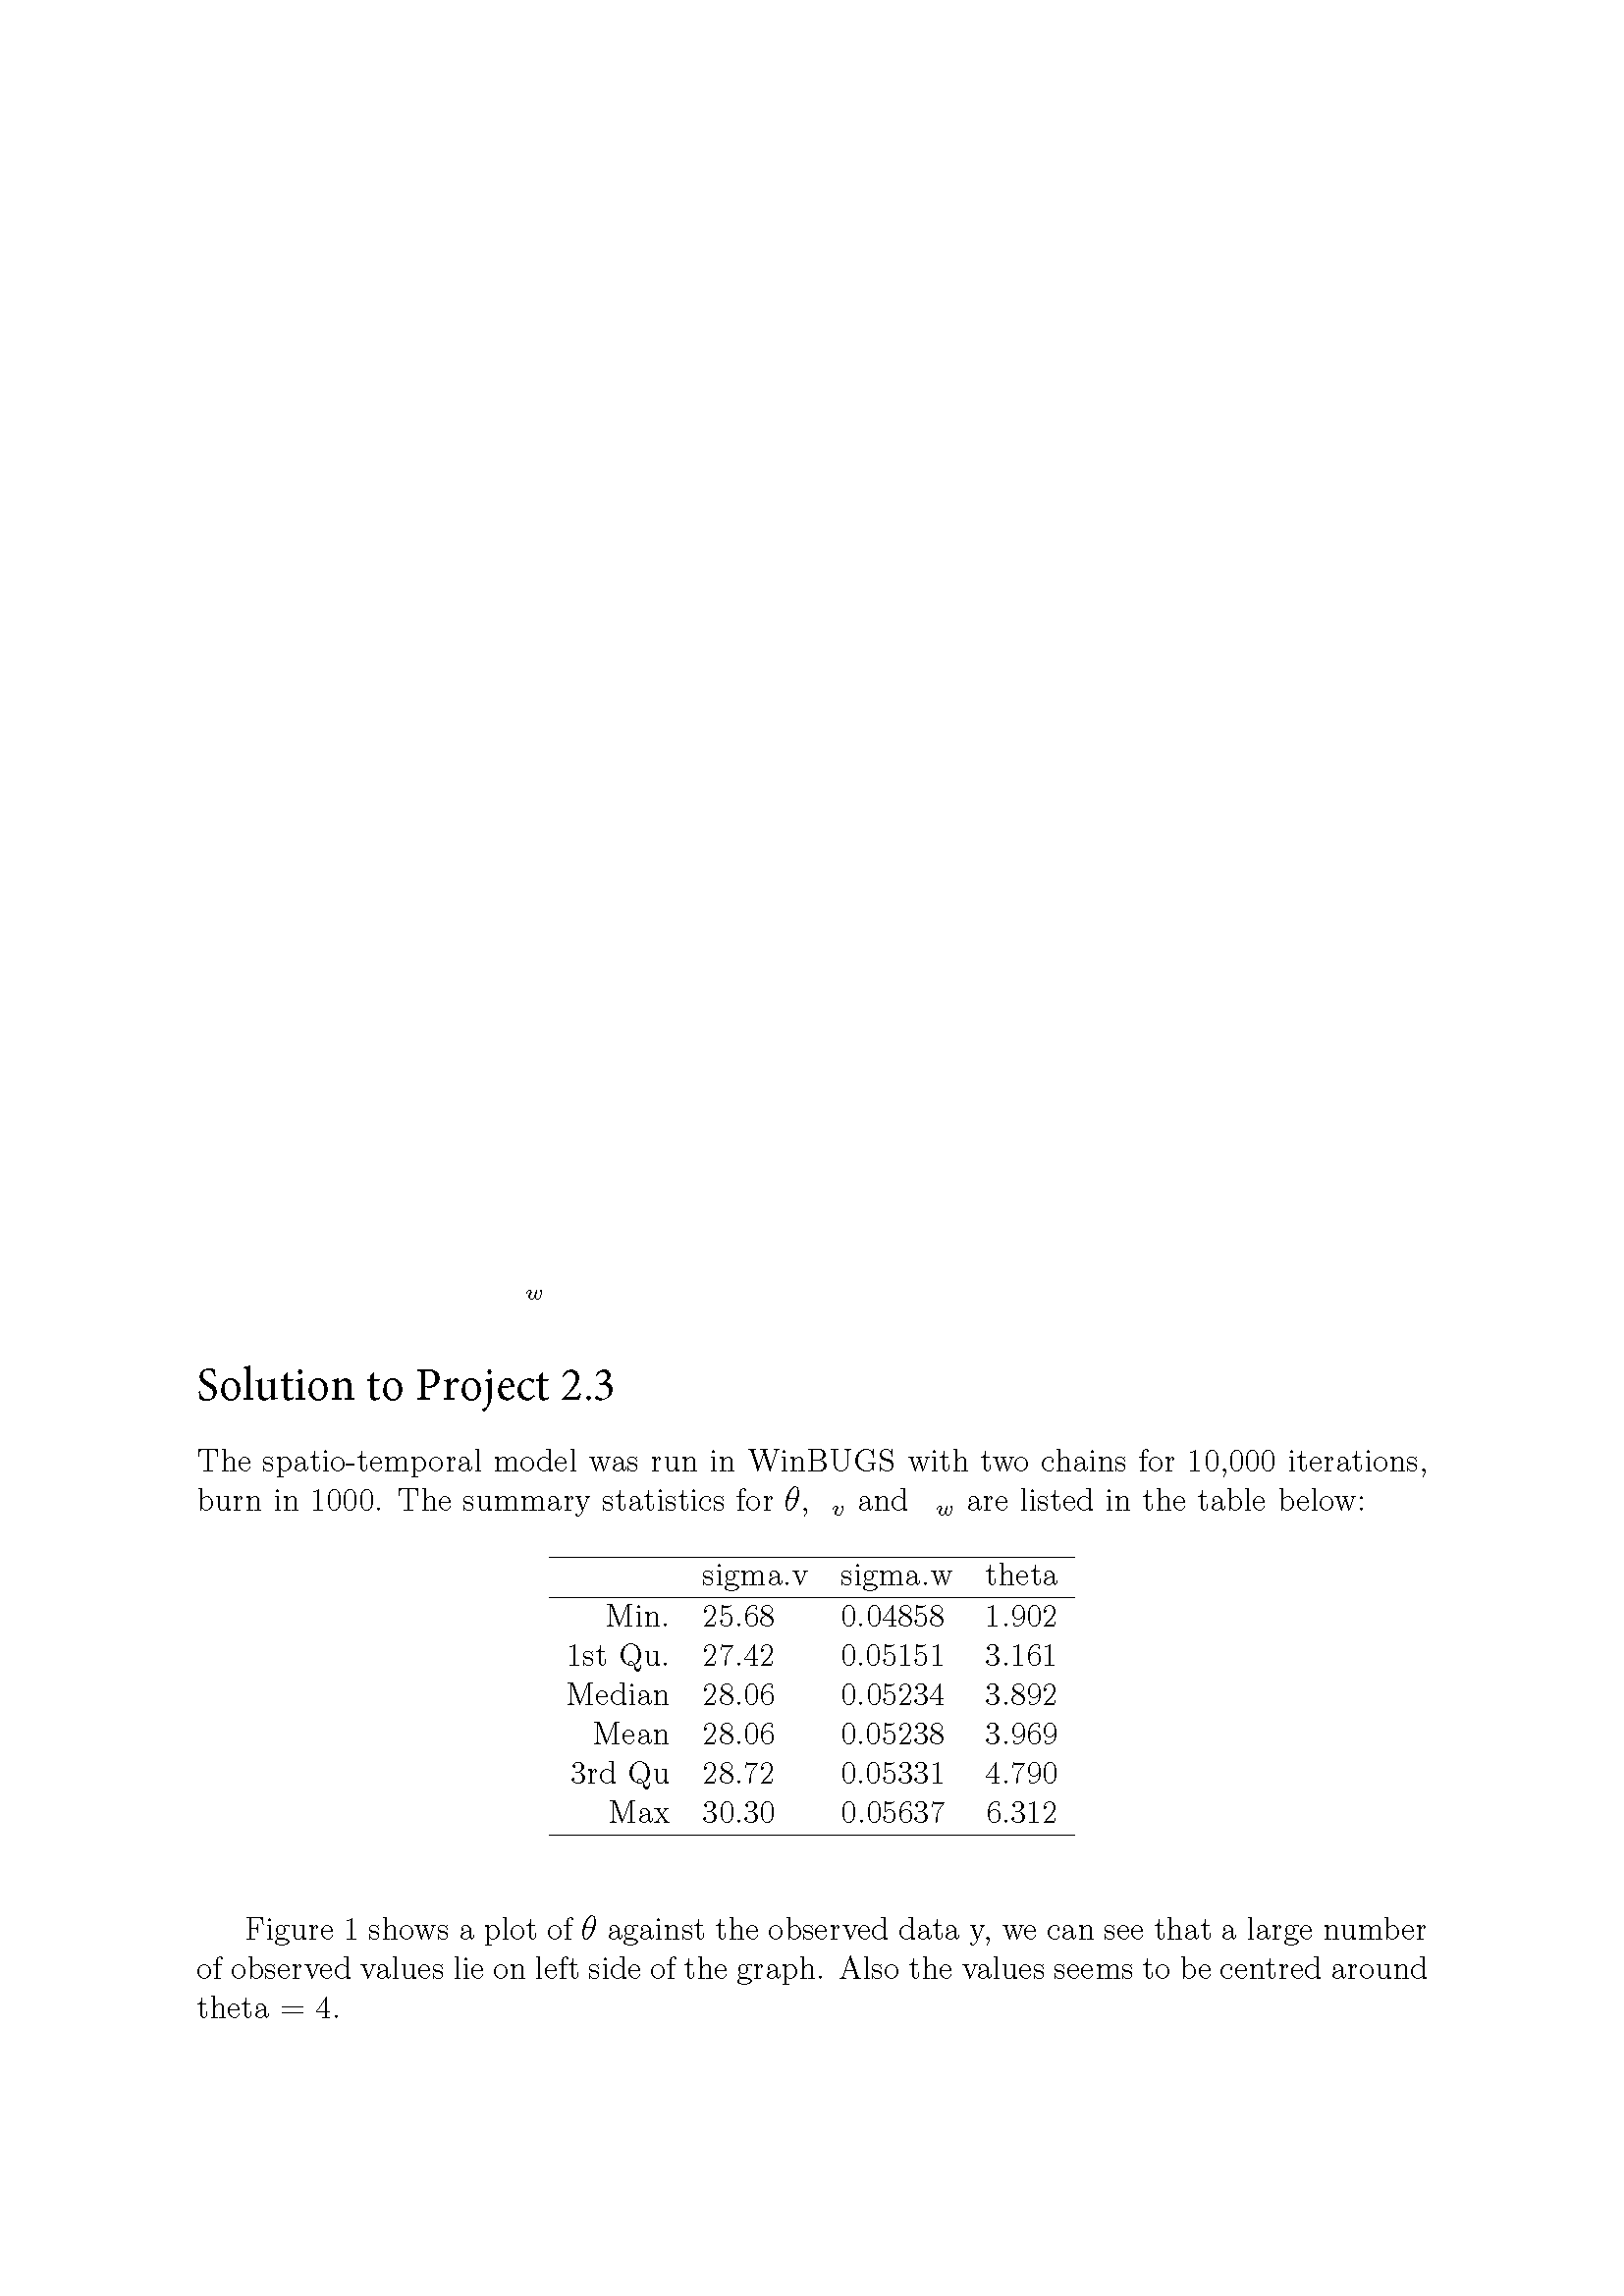 w
Solution to Project 2.3
The spatio-temporal model was run in WinBUGS with two chains for 10,000 iterations,
burn in 1000. The summary statistics for θ, v and w are listed in the table below:
sigma.v sigma.w theta
Min. 25.68 0.04858 1.902
1st Qu. 27.42 0.05151 3.161
Median 28.06 0.05234 3.892
Mean 28.06 0.05238 3.969
3rd Qu 28.72 0.05331 4.790
Max 30.30 0.05637 6.312
Figure 1 shows a plot of θ against the observed data y, we can see that a large number
of observed values lie on left side of the graph. Also the values seems to be centred around
theta = 4.